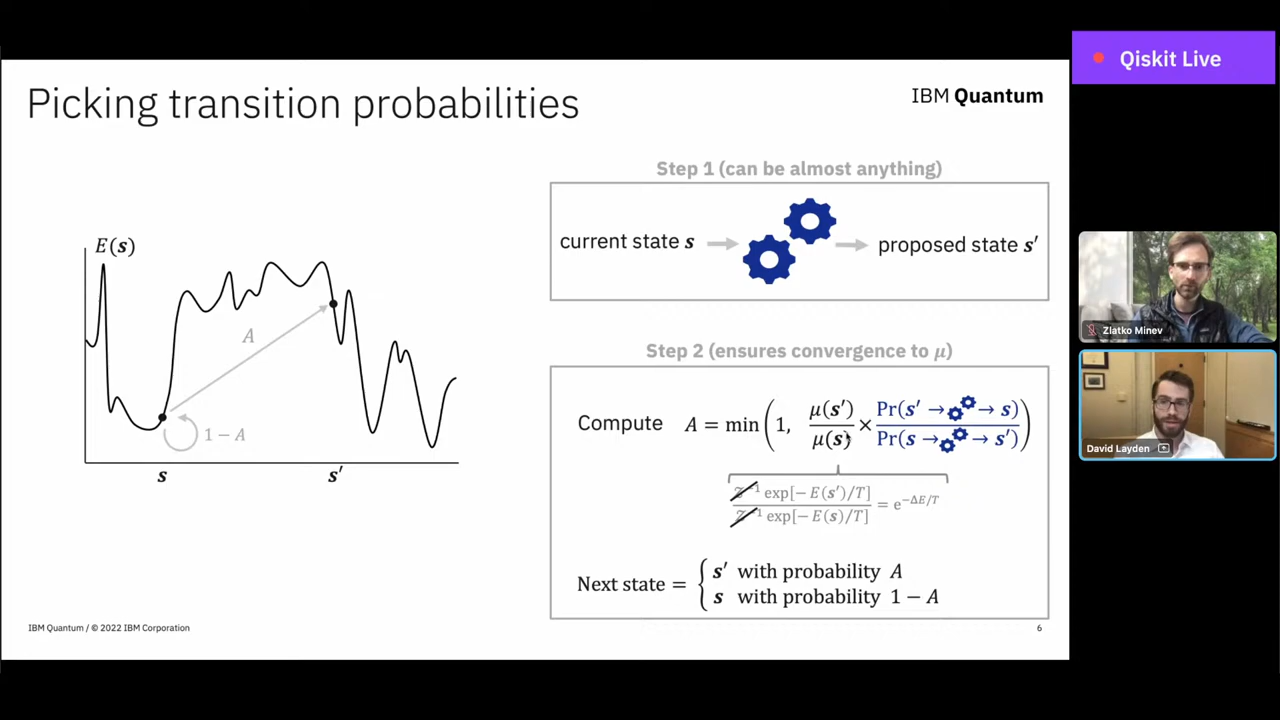 Qiskit Live
Picking transition probabilities
IBM Quantum
E(s)
A
1 − A
s
s′
Step 1 (can be almost anything)
current state s
proposed state s′
Step 2 (ensures convergence to μ)
Compute A = min(1, μ(s′)/μ(s) × Pr(s′ → → s)/Pr(s → → s′))
Z⁻¹ exp[− E(s′)/T] / Z⁻¹ exp[− E(s)/T] = e^−ΔE/T
Next state = { s′ with probability A
s with probability 1 − A
IBM Quantum / © 2022 IBM Corporation
6
Zlatko Minev
David Layden